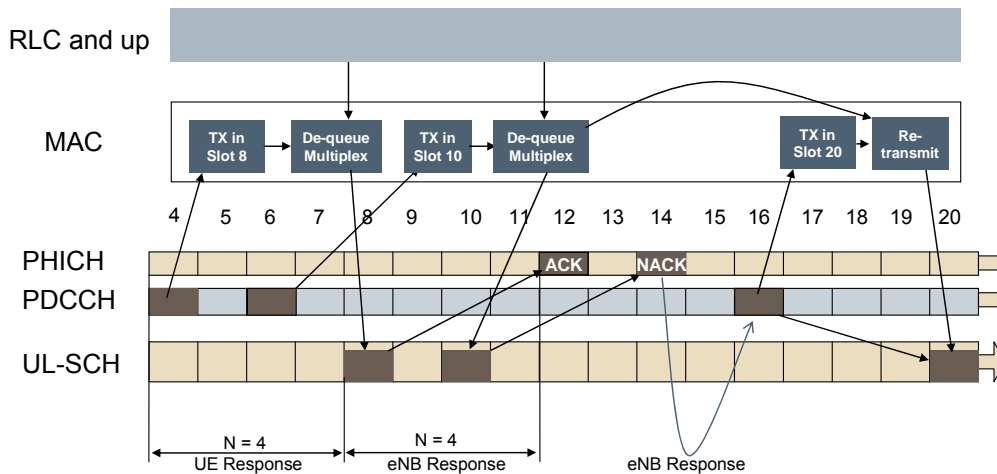 RLC and up
MAC
TX in
Slot 8
De-queue
Multiplex
TX in
Slot 10
De-queue
Multiplex
TX in
Slot 20
Re-
transmit
4 5 6 7 8 9 10 11 12 13 14 15 16 17 18 19 20
PHICH
ACK
NACK
PDCCH
UL-SCH
N = 4
UE Response
N = 4
eNB Response
eNB Response